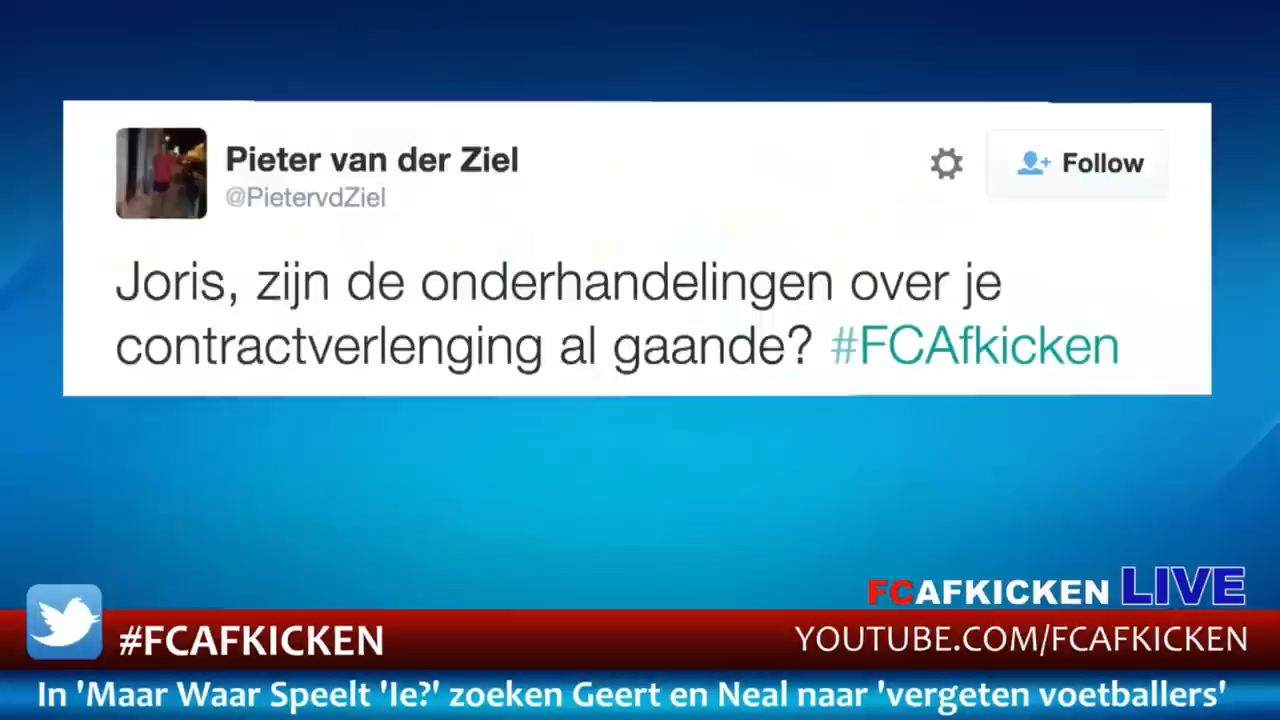 Pieter van der Ziel
@PietervdZiel
Follow
Joris, zijn de onderhandelingen over je
contractverlenging al gaande? #FCAfkicken
FCAFKICKEN LIVE
#FCAFKICKEN
YOUTUBE.COM/FCAFKICKEN
In 'Maar Waar Speelt 'Ie?' zoeken Geert en Neal naar 'vergeten voetballers'